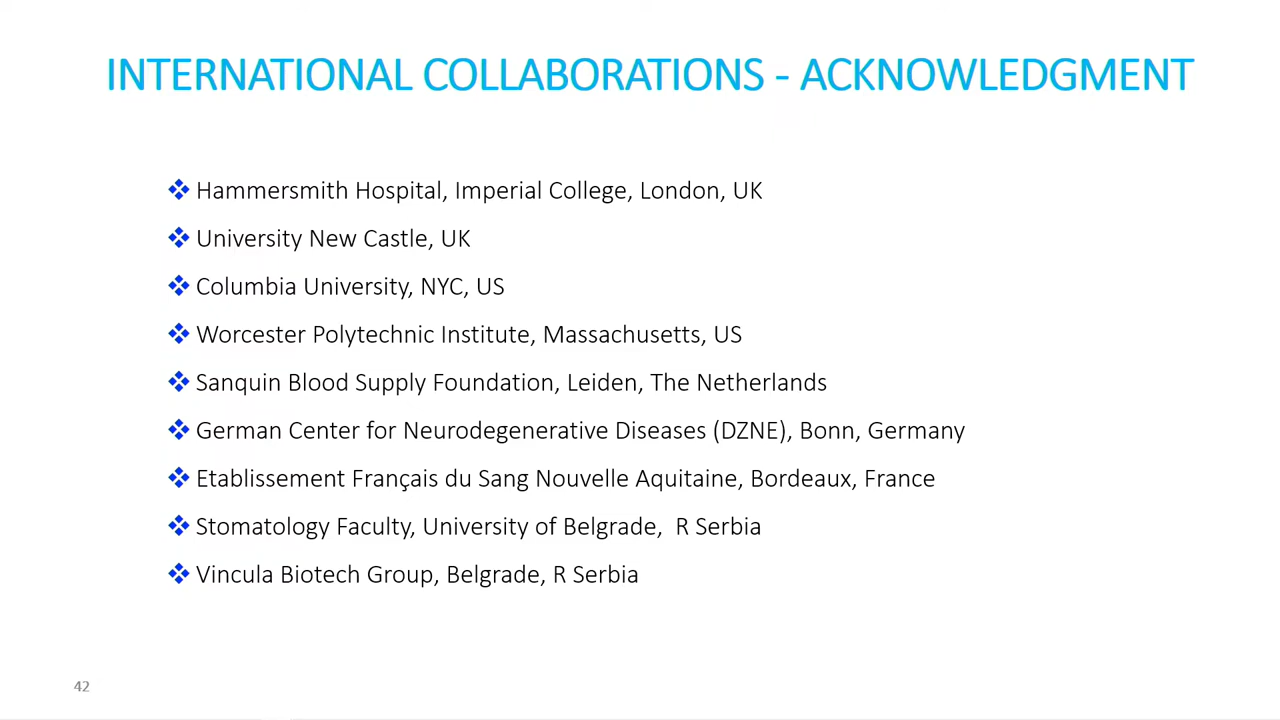 INTERNATIONAL COLLABORATIONS - ACKNOWLEDGMENT
Hammersmith Hospital, Imperial College, London, UK
University New Castle, UK
Columbia University, NYC, US
Worcester Polytechnic Institute, Massachusetts, US
Sanquin Blood Supply Foundation, Leiden, The Netherlands
German Center for Neurodegenerative Diseases (DZNE), Bonn, Germany
Etablissement Français du Sang Nouvelle Aquitaine, Bordeaux, France
Stomatology Faculty, University of Belgrade,  R Serbia
Vincula Biotech Group, Belgrade, R Serbia
42